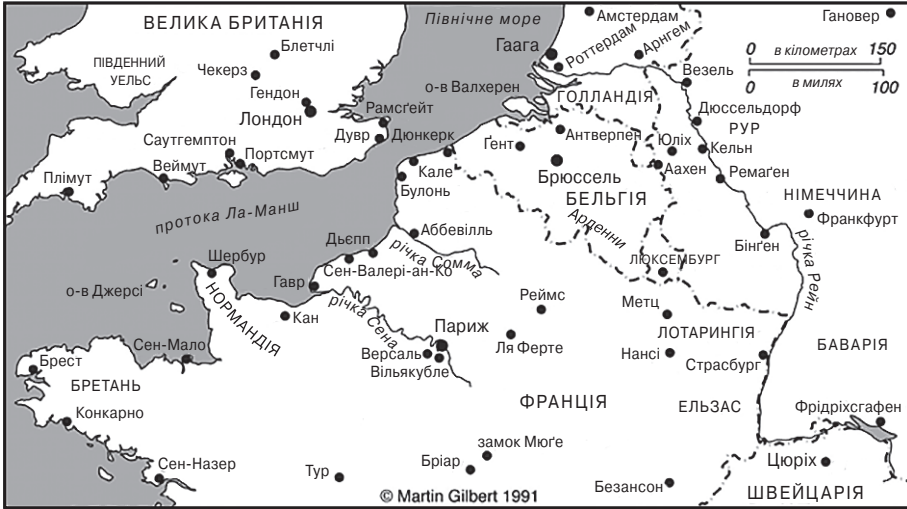 ВЕЛИКА БРИТАНІЯ
Північне море
Амстердам
Гановер
Блетчлі
Гаага
Роттердам
Арнгем
0 в кілометрах 150
0 в милях 100
ПІВДЕННИЙ
УЕЛЬС
Чекерз
Везель
о-в Валхерен
ГОЛЛАНДІЯ
Гендон
Лондон
Рамсґейт
Дюссельдорф
РУР
Саутгемптон
Дувр
Дюнкерк
Ґент
Антверпен
Юліх
Кельн
Портсмут
Плімут
Веймут
Кале
Булонь
Брюссель
БЕЛЬГІЯ
Аахен
Ремаґен
НІМЕЧЧИНА
Франкфурт
протока Ла-Манш
Аббевілль
Арденни
Бінґен
річка Рейн
Дьєпп
річка Сомма
Шербур
Сен-Валері-ан-Ко
ЛЮКСЕМБУРГ
о-в Джерсі
Гавр
річка Сена
Реймс
Метц
НОРМАНДІЯ
Кан
Париж
ЛОТАРИНГІЯ
Сен-Мало
Версаль
Вільякубле
Ля Ферте
Нансі
Страсбург
БАВАРІЯ
Брест
БРЕТАНЬ
ФРАНЦІЯ
ЕЛЬЗАС
Фрідріхсгафен
Конкарно
замок Мюґе
Бріар
Сен-Назер
Тур
Цюріх
© Martin Gilbert 1991
Безансон
ШВЕЙЦАРІЯ